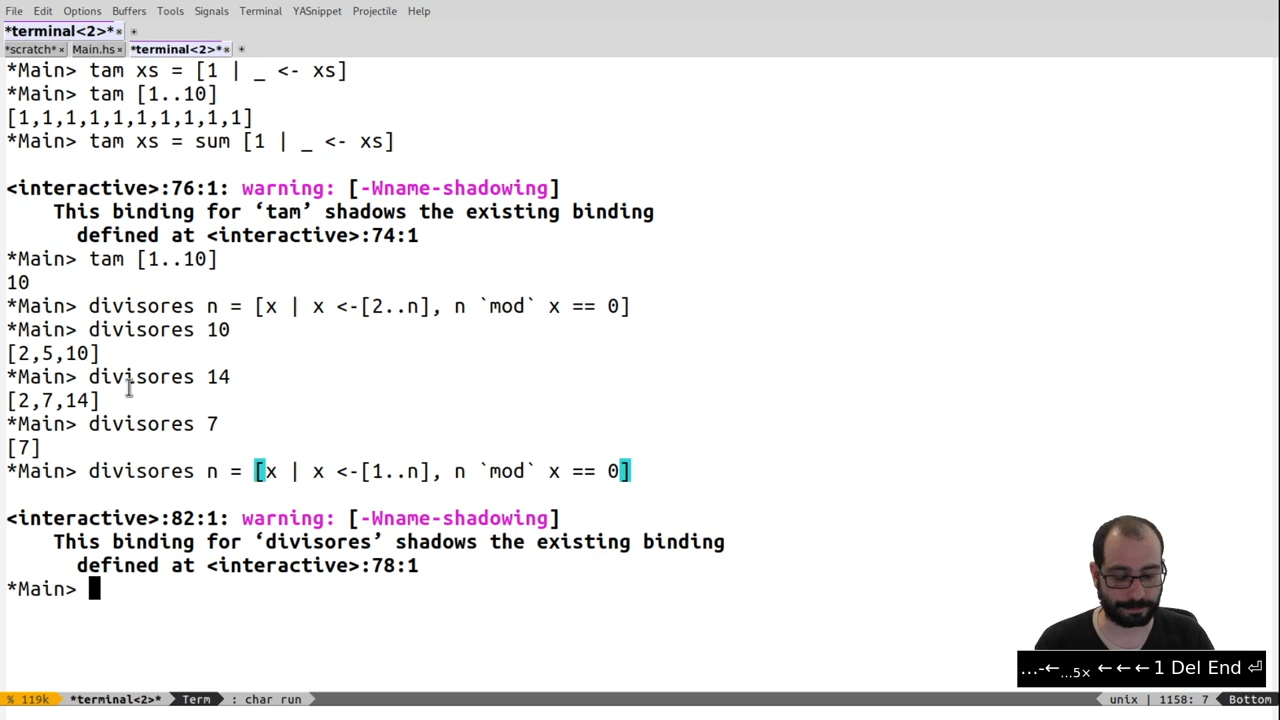 File Edit Options Buffers Tools Signals Terminal YASnippet Projectile Help
*terminal<2>*× +
*scratch*× Main.hs× *terminal<2>*× +
*Main> tam xs = [1 | _ <- xs]
*Main> tam [1..10]
[1,1,1,1,1,1,1,1,1,1]
*Main> tam xs = sum [1 | _ <- xs]
<interactive>:76:1: warning: [-Wname-shadowing]
This binding for ‘tam’ shadows the existing binding
defined at <interactive>:74:1
*Main> tam [1..10]
10
*Main> divisores n = [x | x <-[2..n], n `mod` x == 0]
*Main> divisores 10
[2,5,10]
*Main> divisores 14
[2,7,14]
*Main> divisores 7
[7]
*Main> divisores n = [x | x <-[1..n], n `mod` x == 0]
<interactive>:82:1: warning: [-Wname-shadowing]
This binding for ‘divisores’ shadows the existing binding
defined at <interactive>:78:1
*Main>
...-←...5× ←←←1 Del End ⏎
% 119k *terminal<2>* Term : char run unix | 1158: 7 Bottom